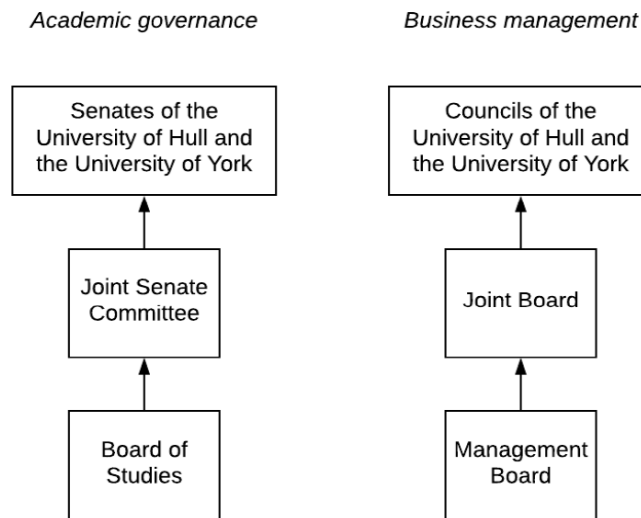 Academic governance
Senates of the
University of Hull and
the University of York
Joint Senate
Committee
Board of
Studies
Business management
Councils of the
University of Hull and
the University of York
Joint Board
Management
Board